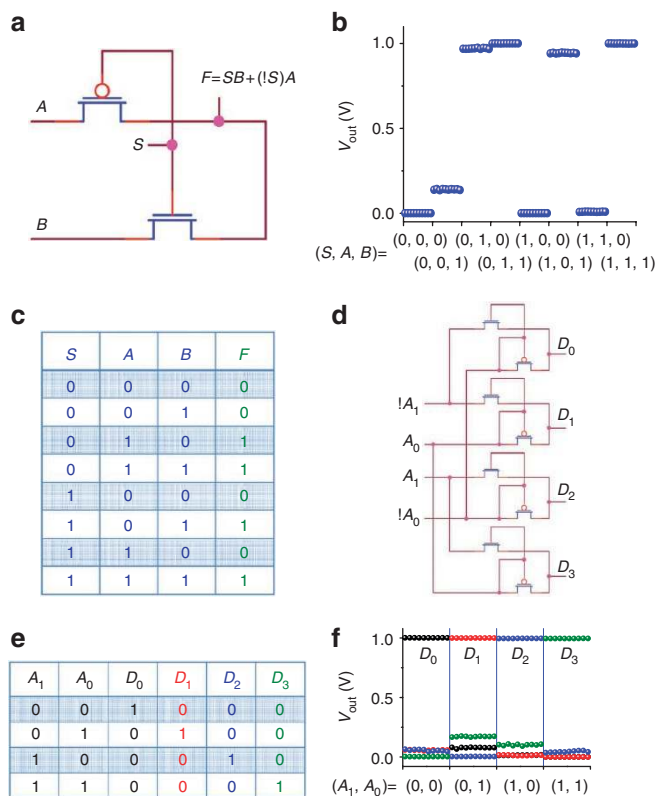 a
F=SB+(!S)A
A
S
B
b
V_out (V)
1.0
0.5
0.0
(0, 0, 0) (0, 1, 0) (1, 0, 0) (1, 1, 0)
(S, A, B)=
(0, 0, 1) (0, 1, 1) (1, 0, 1) (1, 1, 1)
c
S A B F
0 0 0 0
0 0 1 0
0 1 0 1
0 1 1 1
1 0 0 0
1 0 1 1
1 1 0 0
1 1 1 1
d
D0
!A1
D1
A0
A1
D2
!A0
D3
e
A1 A0 D0 D1 D2 D3
0 0 1 0 0 0
0 1 0 1 0 0
1 0 0 0 1 0
1 1 0 0 0 1
f
V_out (V)
1.0
D0 D1 D2 D3
0.5
0.0
(A1, A0)= (0, 0) (0, 1) (1, 0) (1, 1)